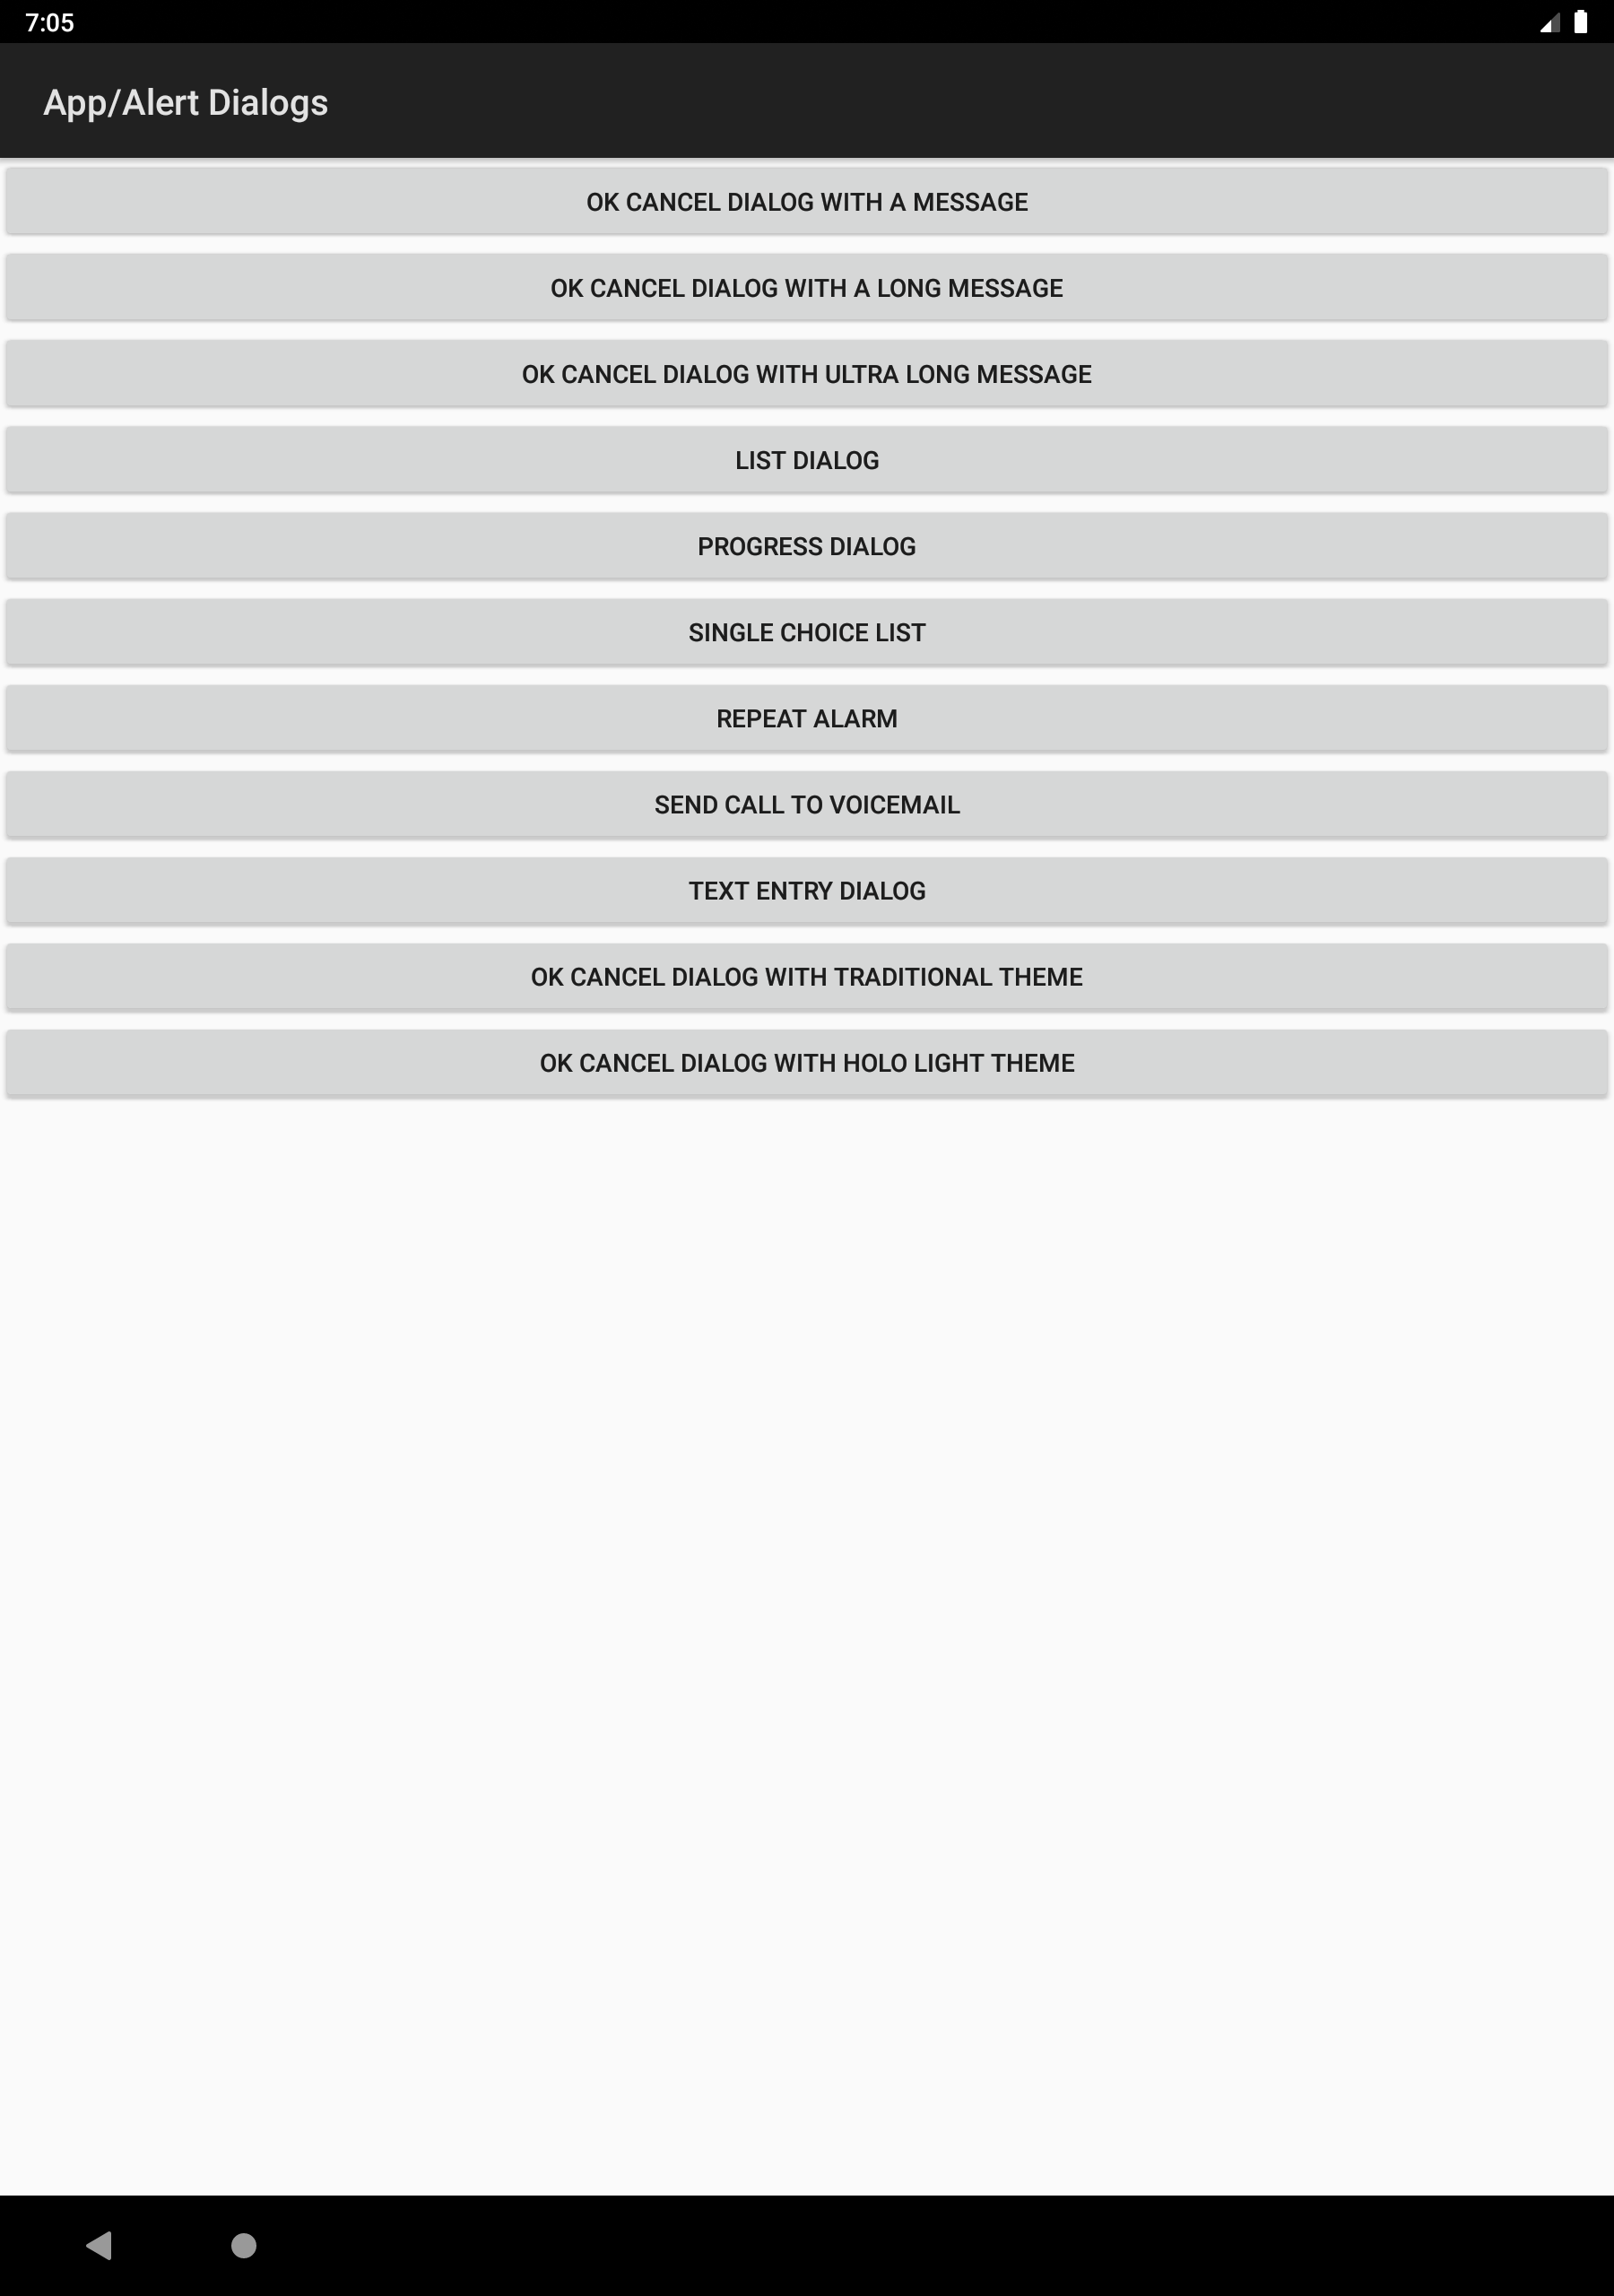 7:05
App/Alert Dialogs
OK CANCEL DIALOG WITH A MESSAGE
OK CANCEL DIALOG WITH A LONG MESSAGE
OK CANCEL DIALOG WITH ULTRA LONG MESSAGE
LIST DIALOG
PROGRESS DIALOG
SINGLE CHOICE LIST
REPEAT ALARM
SEND CALL TO VOICEMAIL
TEXT ENTRY DIALOG
OK CANCEL DIALOG WITH TRADITIONAL THEME
OK CANCEL DIALOG WITH HOLO LIGHT THEME